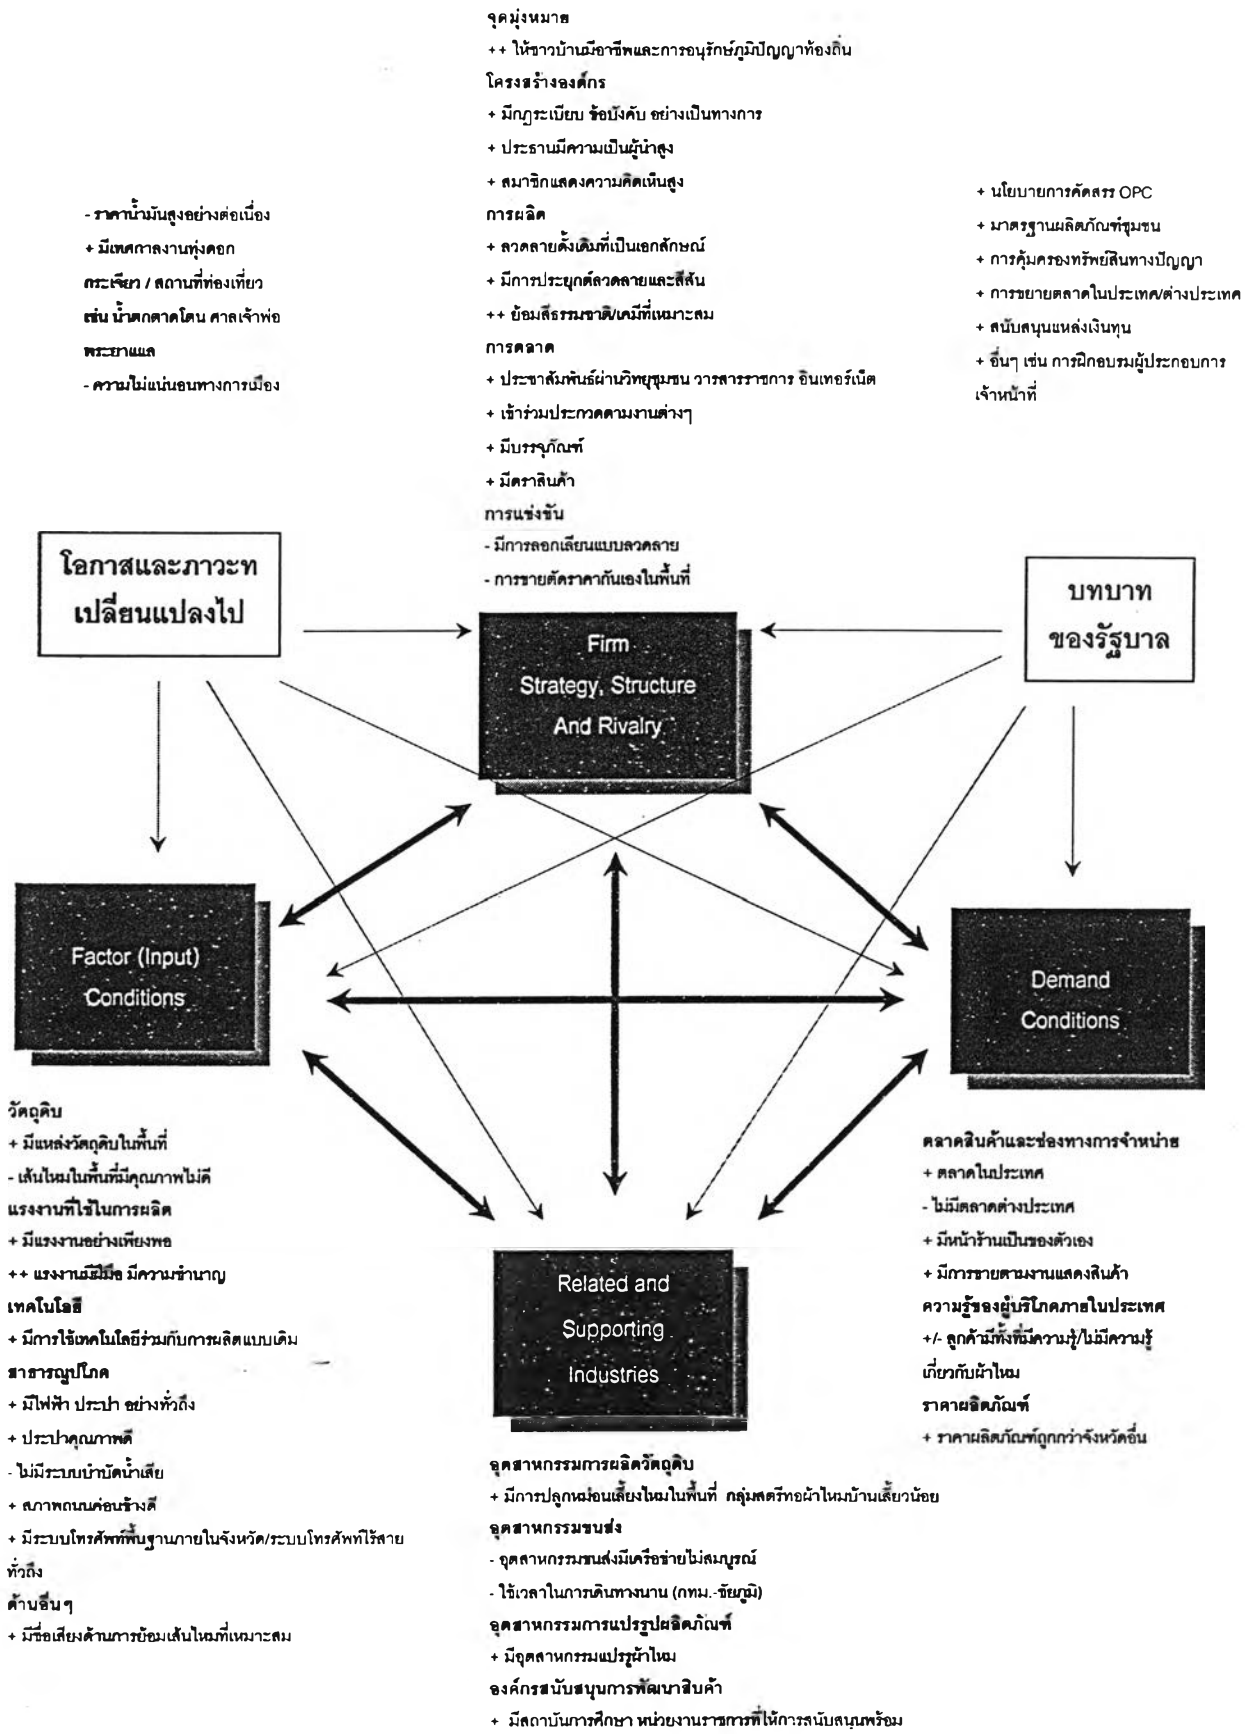 จุดมุ่งหมาย
++ ให้ชาวบ้านมีอาชีพและการอนุรักษ์ภูมิปัญญาท้องถิ่น
โครงสร้างองค์กร
+ มีกฎระเบียบ ข้อบังคับ อย่างเป็นทางการ
+ ประธานมีความเป็นผู้นำสูง
+ สมาชิกแสดงความคิดเห็นสูง
การผลิต
+ ลวดลายดั้งเดิมที่เป็นเอกลักษณ์
+ มีการประยุกต์ลวดลายและสีสัน
++ ย้อมสีธรรมชาติ/เคมีที่เหมาะสม
การตลาด
+ ประชาสัมพันธ์ผ่านวิทยุชุมชน วารสารราชการ อินเทอร์เน็ต
+ เข้าร่วมประกวดตามงานต่างๆ
+ มีบรรจุภัณฑ์
+ มีตราสินค้า
การแข่งขัน
- มีการลอกเลียนแบบลวดลาย
- การขายตัดราคากันเองในพื้นที่
- ราคาน้ำมันสูงอย่างต่อเนื่อง
+ มีเทศกาลงานทุ่งดอก
กระเจียว / สถานที่ท่องเที่ยว
เช่น น้ำตกตาดโตน ศาลเจ้าพ่อ
พระยาแล
- ความไม่แน่นอนทางการเมือง
+ นโยบายการคัดสรร OPC
+ มาตรฐานผลิตภัณฑ์ชุมชน
+ การคุ้มครองทรัพย์สินทางปัญญา
+ การขยายตลาดในประเทศ/ต่างประเทศ
+ สนับสนุนแหล่งเงินทุน
+ อื่นๆ เช่น การฝึกอบรมผู้ประกอบการ
เจ้าหน้าที่
โอกาสและภาวะท
เปลี่ยนแปลงไป
บทบาท
ของรัฐบาล
Firm
Strategy, Structure
And Rivalry
Factor (Input)
Conditions
Demand
Conditions
Related and
Supporting
Industries
วัตถุดิบ
+ มีแหล่งวัตถุดิบในพื้นที่
- เส้นไหมในพื้นที่มีคุณภาพไม่ดี
แรงงานที่ใช้ในการผลิต
+ มีแรงงานอย่างเพียงพอ
++ แรงงานมีฝีมือ มีความชำนาญ
เทคโนโลยี
+ มีการใช้เทคโนโลยีร่วมกับการผลิตแบบเดิม
สาธารณูปโภค
+ มีไฟฟ้า ประปา อย่างทั่วถึง
+ ประปาคุณภาพดี
- ไม่มีระบบบำบัดน้ำเสีย
+ สภาพถนนค่อนข้างดี
+ มีระบบโทรศัพท์พื้นฐานภายในจังหวัด/ระบบโทรศัพท์ไร้สาย
ทั่วถึง
ด้านอื่นๆ
+ มีชื่อเสียงด้านการย้อมเส้นไหมที่เหมาะสม
ตลาดสินค้าและช่องทางการจำหน่าย
+ ตลาดในประเทศ
- ไม่มีตลาดต่างประเทศ
+ มีหน้าร้านเป็นของตัวเอง
+ มีการขายตามงานแสดงสินค้า
ความรู้ของผู้บริโภคภายในประเทศ
+/- ลูกค้ามีทั้งที่มีความรู้/ไม่มีความรู้
เกี่ยวกับผ้าไหม
ราคาผลิตภัณฑ์
+ ราคาผลิตภัณฑ์ถูกกว่าจังหวัดอื่น
อุตสาหกรรมการผลิตวัตถุดิบ
+ มีการปลูกหม่อนเลี้ยงไหมในพื้นที่ กลุ่มสตรีทอผ้าไหมบ้านเสี้ยวน้อย
อุตสาหกรรมขนส่ง
- อุตสาหกรรมขนส่งมีเครือข่ายไม่สมบูรณ์
- ใช้เวลาในการเดินทางนาน (กทม.-ชัยภูมิ)
อุตสาหกรรมการแปรรูปผลิตภัณฑ์
+ มีอุตสาหกรรมแปรรูผ้าไหม
องค์กรสนับสนุนการพัฒนาสินค้า
+ มีสถาบันการศึกษา หน่วยงานราชการที่ให้การสนับสนุนพร้อม